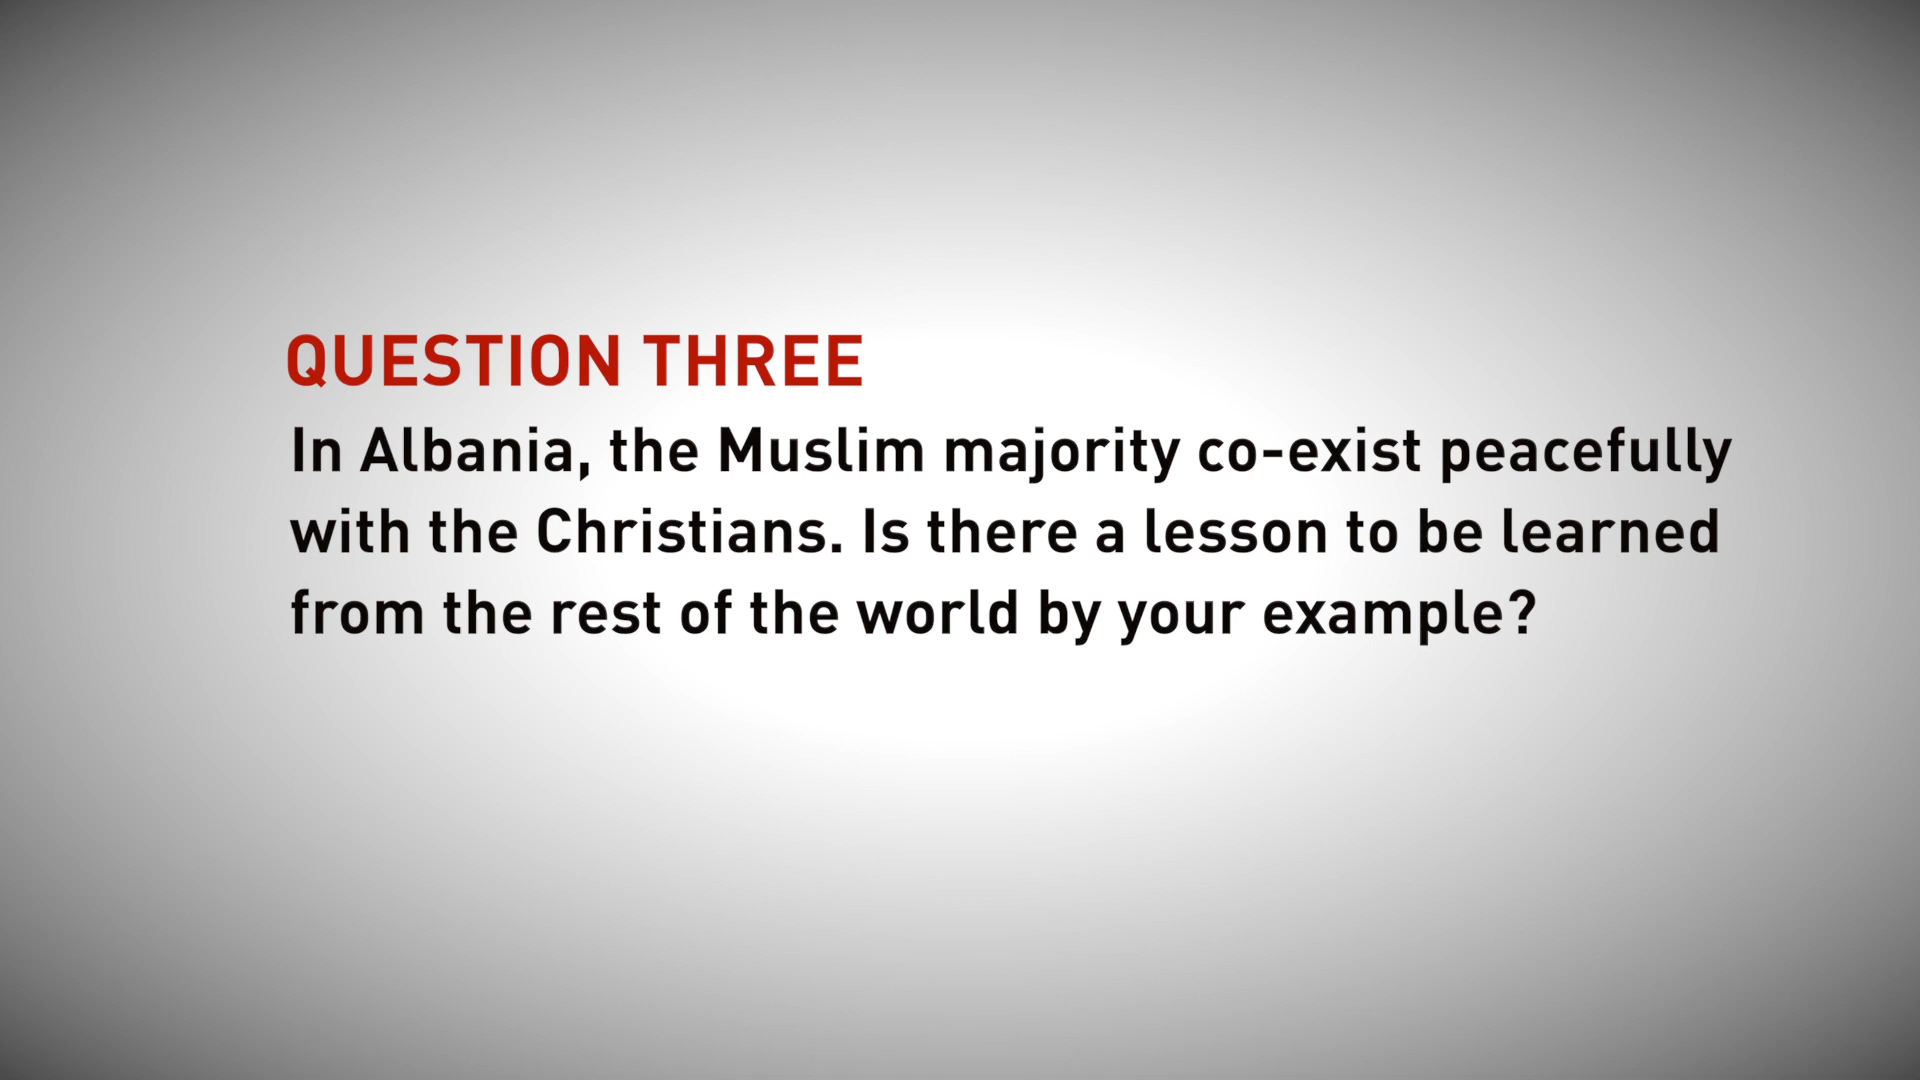 QUESTION THREE
In Albania, the Muslim majority co-exist peacefully
with the Christians. Is there a lesson to be learned
from the rest of the world by your example?